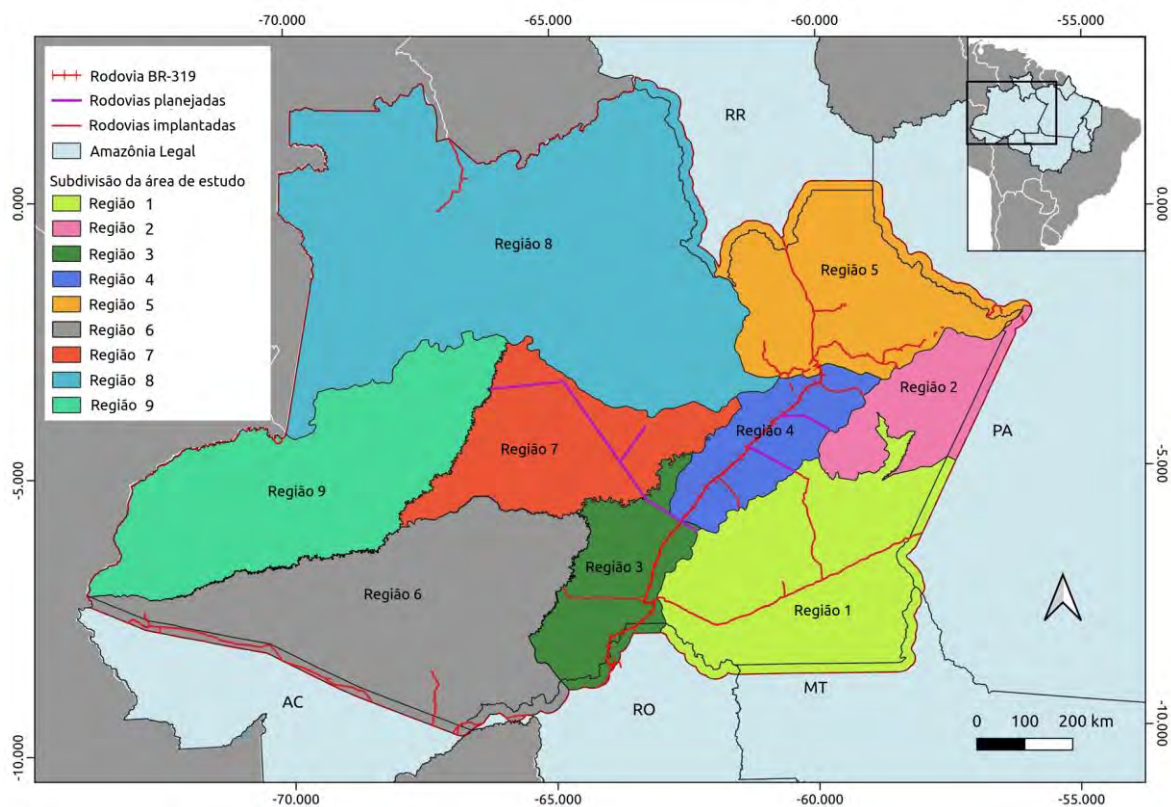 -70.000 -65.000 -60.000 -55.000
Rodovia BR-319
Rodovias planejadas
Rodovias implantadas
Amazônia Legal
Subdivisão da área de estudo
Região 1
Região 2
Região 3
Região 4
Região 5
Região 6
Região 7
Região 8
Região 9
RR
0.000
0.000
Região 8
Região 5
Região 2
Região 4
PA
Região 7
-5.000
-5.000
Região 9
Região 3
Região 6
Região 1
AC
RO
MT
0 100 200 km
-10.000
-10.000
-70.000 -65.000 -60.000 -55.000